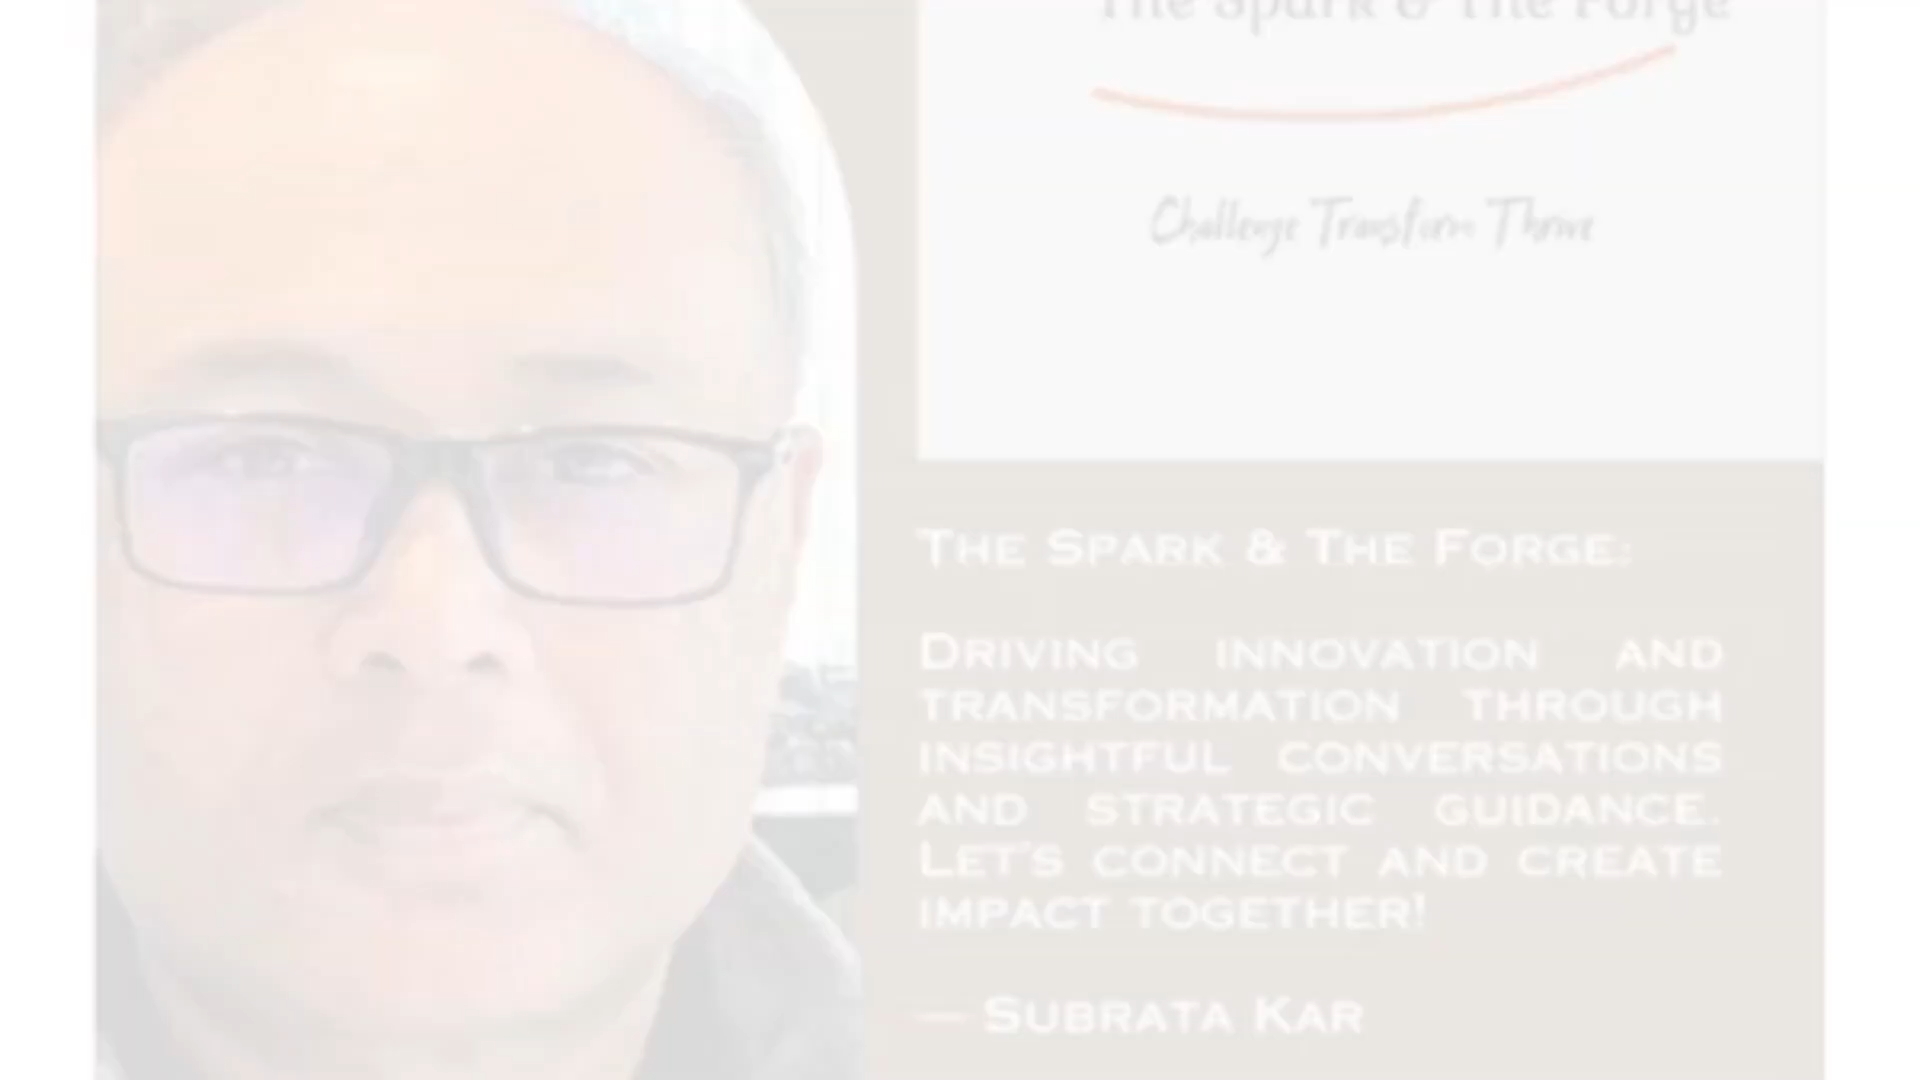 The Spark & The Forge
Challenge Transform Thrive
THE SPARK & THE FORGE:
DRIVING INNOVATION AND
TRANSFORMATION THROUGH
INSIGHTFUL CONVERSATIONS
AND STRATEGIC GUIDANCE.
LET'S CONNECT AND CREATE
IMPACT TOGETHER!
— SUBRATA KAR